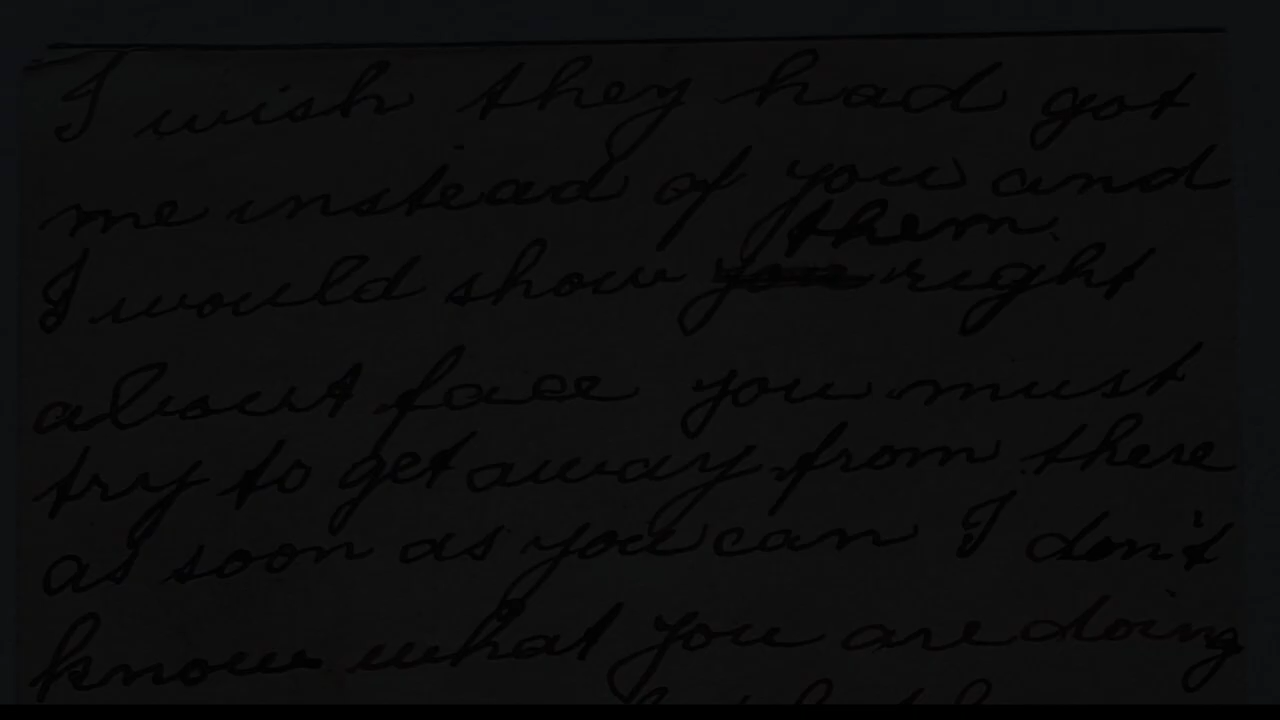 I wish they had got
me instead of you and
them
I would show you right
about face you must
try to get away from there
as soon as you can I don't
know what you are doing